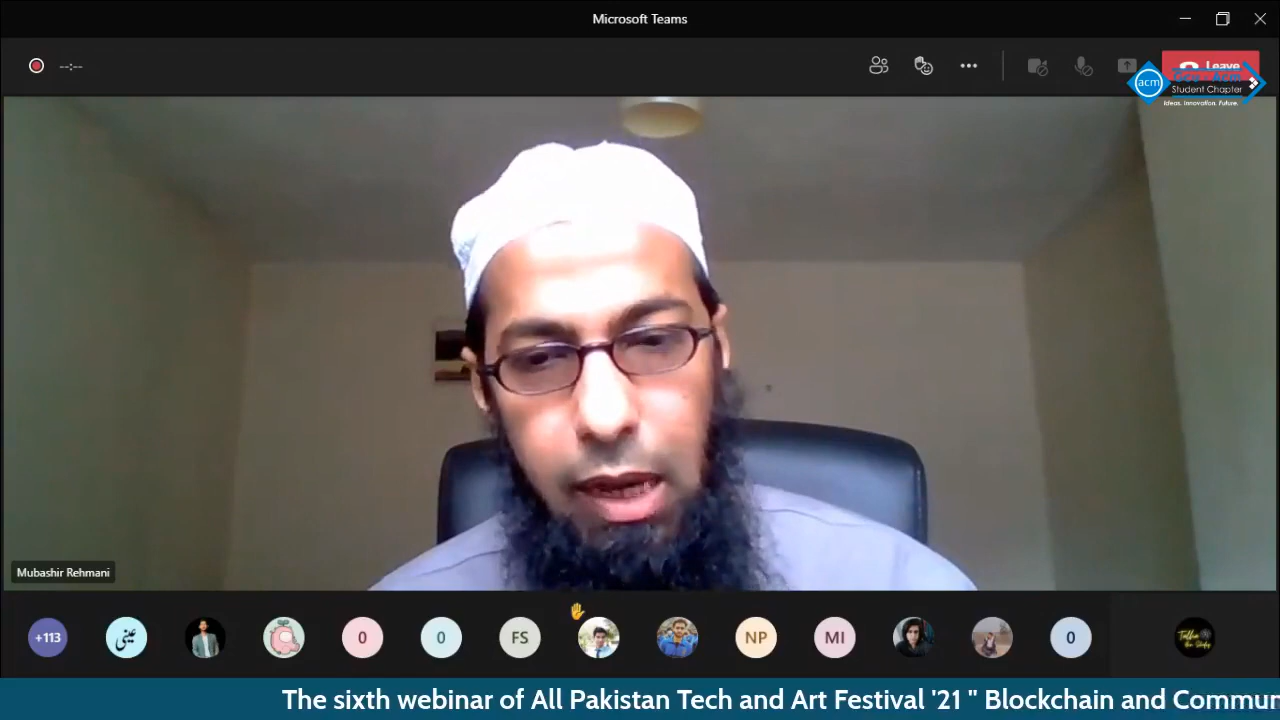 Microsoft Teams
--:--
Leave
acm
Student Chapter
Ideas. Innovation. Future.
Mubashir Rehmani
+113
عینی
0
0
FS
NP
MI
0
The sixth webinar of All Pakistan Tech and Art Festival '21 " Blockchain and Commun